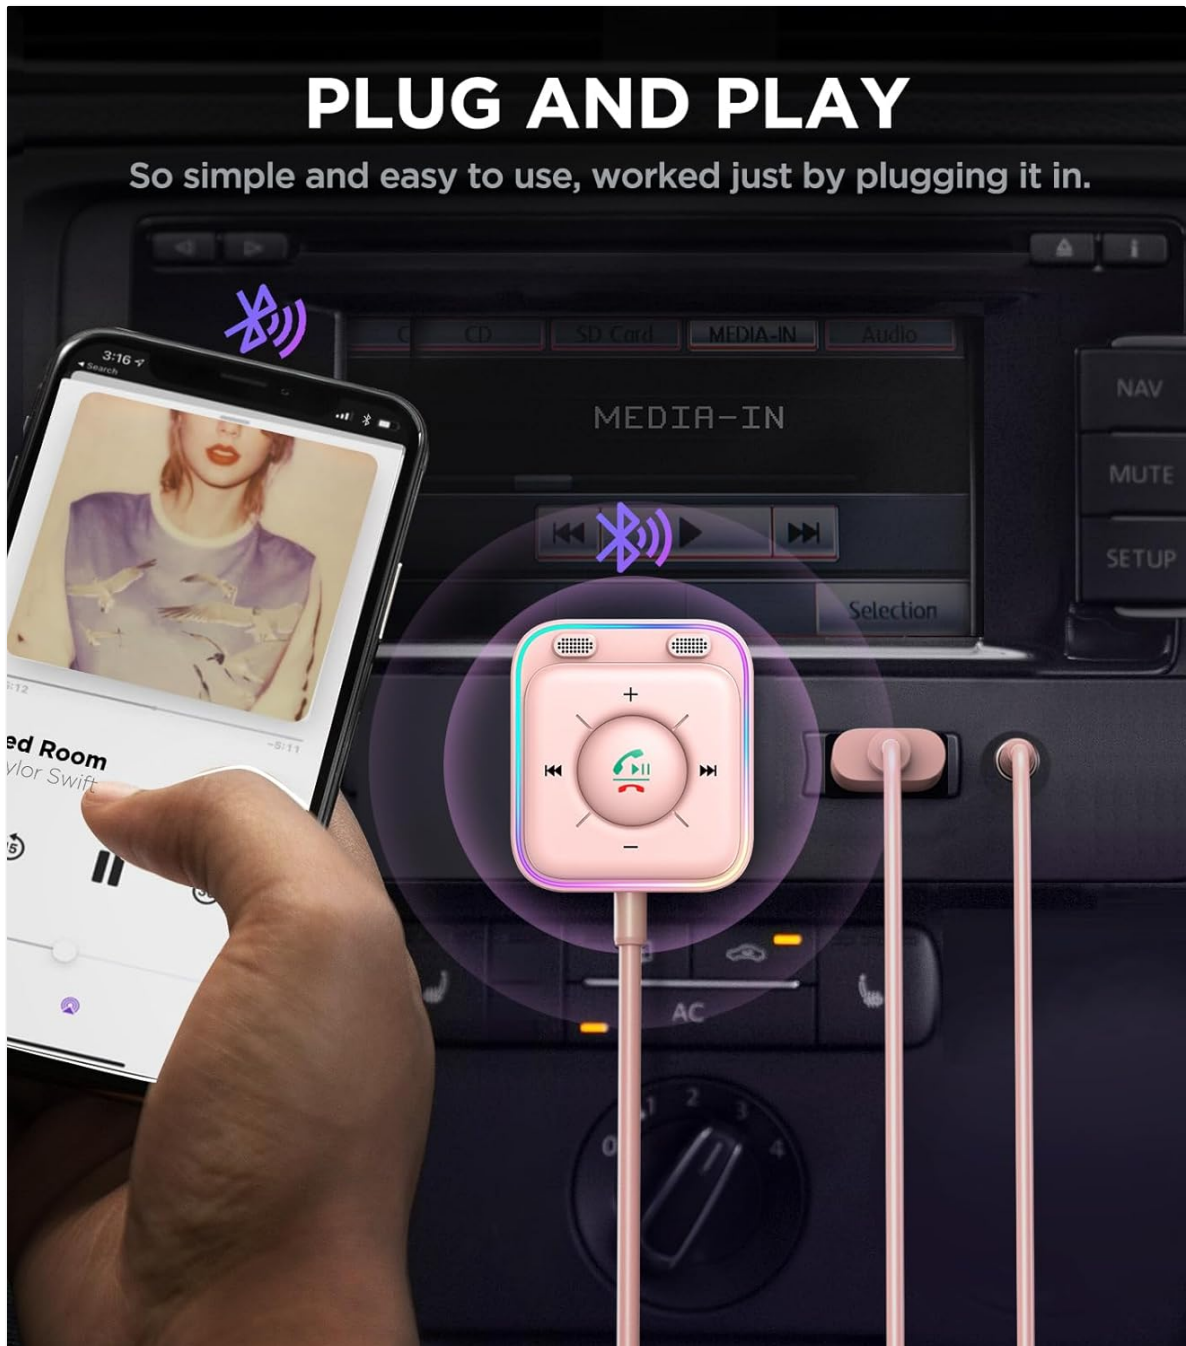 PLUG AND PLAY
So simple and easy to use, worked just by plugging it in.
3:16
Search
CD
SD Card
MEDIA-IN
Audio
MEDIA-IN
NAV
MUTE
SETUP
Selection
-5:11
ed Room
ylor Swift
AC
0 1 2 3 4